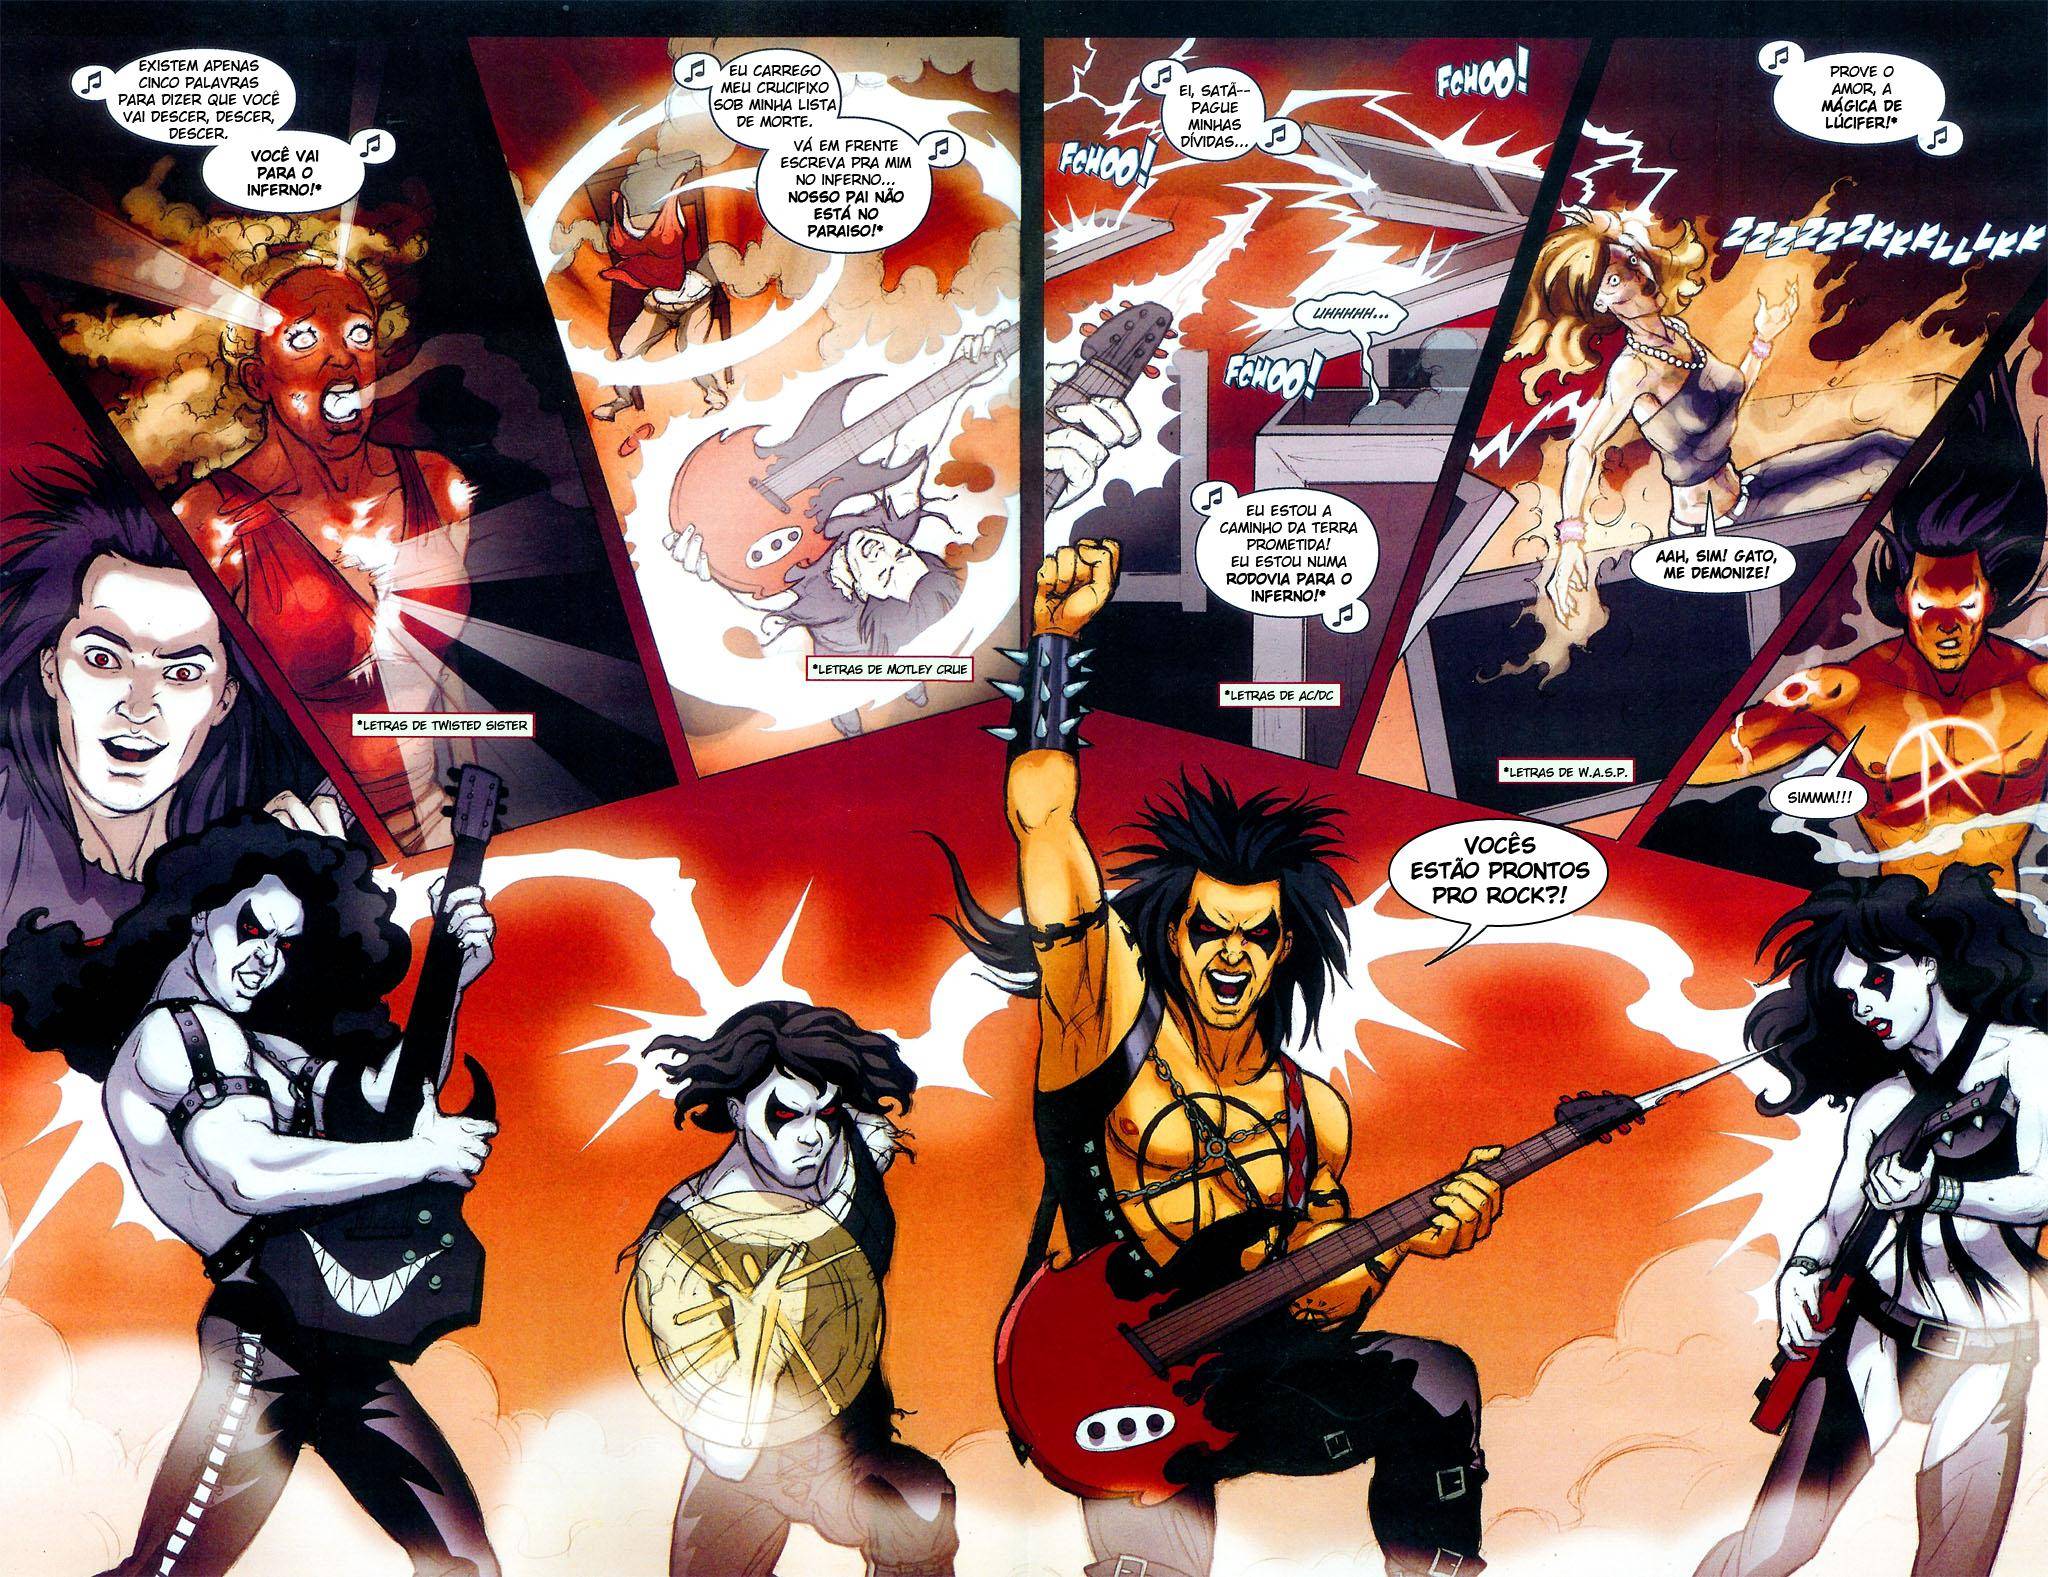 EXISTEM APENAS
CINCO PALAVRAS
PARA DIZER QUE VOCÊ
VAI DESCER, DESCER,
DESCER.
VOCÊ VAI
PARA O
INFERNO!*
*LETRAS DE TWISTED SISTER
EU CARREGO
MEU CRUCIFIXO
SOB MINHA LISTA
DE MORTE.
VÁ EM FRENTE
ESCREVA PRA MIM
NO INFERNO...
NOSSO PAI NÃO
ESTÁ NO
PARAISO!*
*LETRAS DE MOTLEY CRUE
EI, SATÃ--
PAGUE
MINHAS
DÍVIDAS...
FCHOO!
FCHOO!
UHHHHH...
FCHOO!
EU ESTOU A
CAMINHO DA TERRA
PROMETIDA!
EU ESTOU NUMA
RODOVIA PARA O
INFERNO!*
*LETRAS DE AC/DC
PROVE O
AMOR, A
MÁGICA DE
LÚCIFER!*
ZZZZZZKKKLLLKK
AAH, SIM! GATO,
ME DEMONIZE!
*LETRAS DE W.A.S.P.
SIMMM!!!
VOCÊS
ESTÃO PRONTOS
PRO ROCK?!